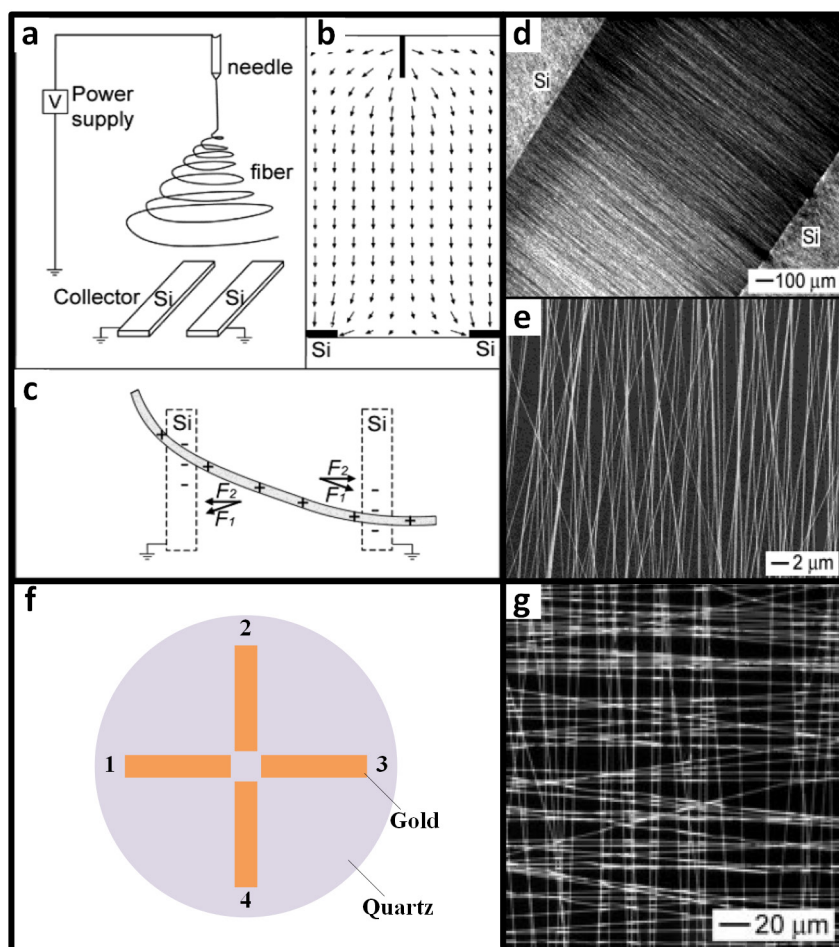 a
needle
V
Power
supply
fiber
Collector
Si
Si
b
Si
Si
c
Si
Si
+
-
-
-
+
+
+
+
+
-
-
-
F2
F1
F2
F1
d
Si
Si
100 μm
e
2 μm
f
2
1
3
Gold
4
Quartz
g
20 μm